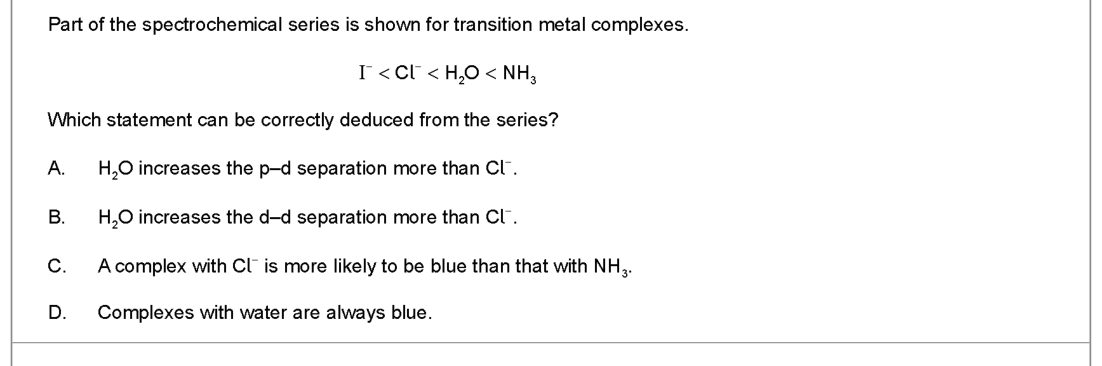 Part of the spectrochemical series is shown for transition metal complexes.
I⁻ < Cl⁻ < H₂O < NH₃
Which statement can be correctly deduced from the series?
A. H₂O increases the p–d separation more than Cl⁻.
B. H₂O increases the d–d separation more than Cl⁻.
C. A complex with Cl⁻ is more likely to be blue than that with NH₃.
D. Complexes with water are always blue.